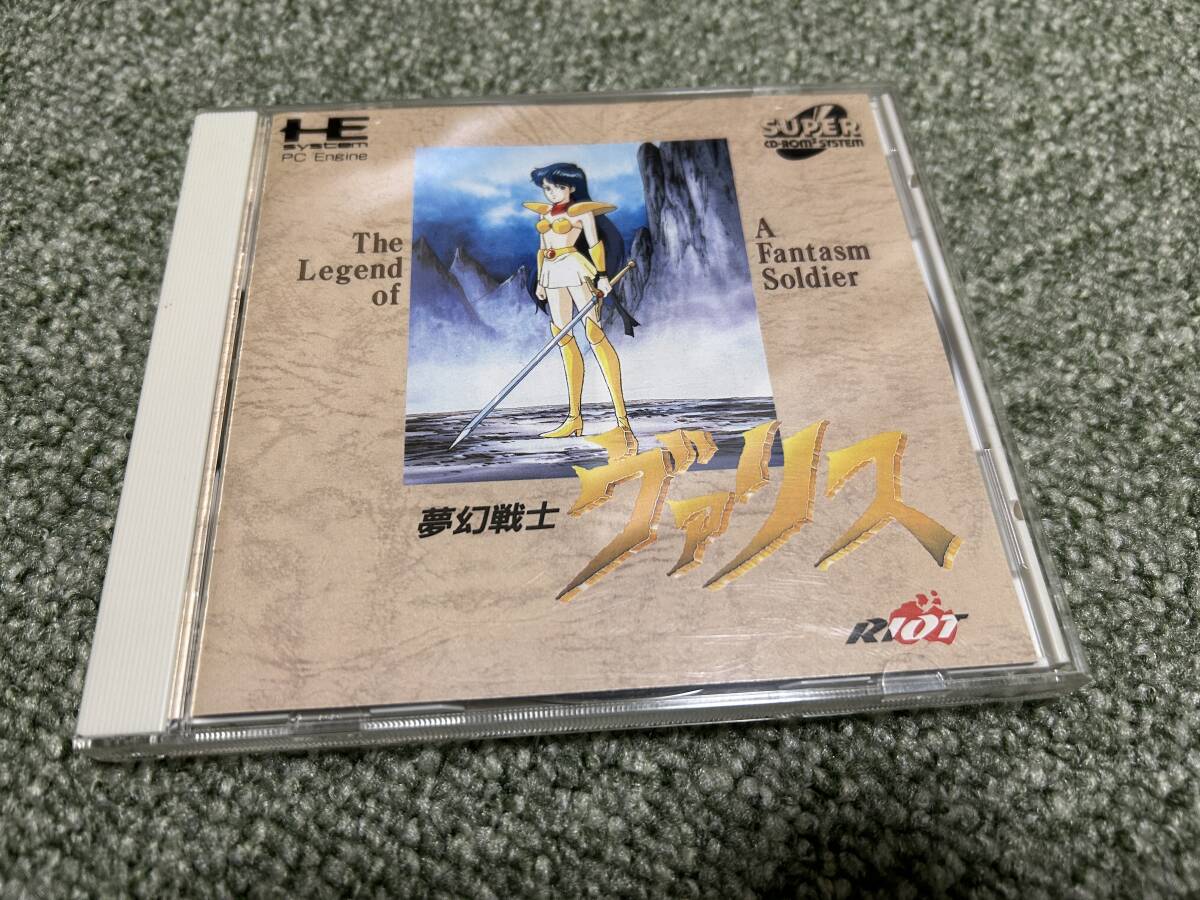 HE
system
PC Engine
SUPER
CD-ROM² SYSTEM
The
Legend
of
A
Fantasm
Soldier
夢幻戦士
ヴァリス
RIOT